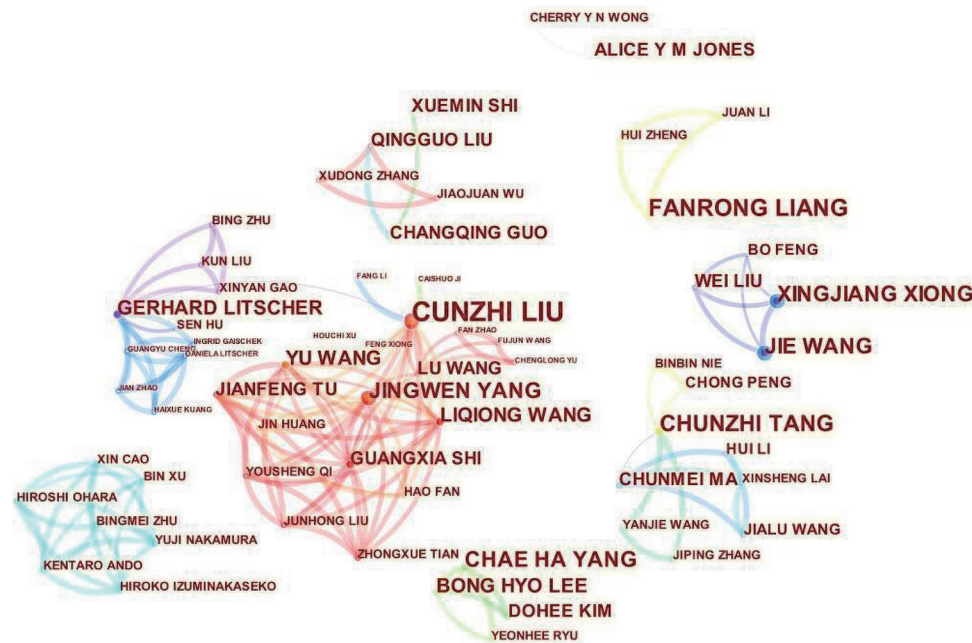 CHERRY Y N WONG
ALICE Y M JONES
XUEMIN SHI
JUAN LI
QINGGUO LIU
HUI ZHENG
XUDONG ZHANG
JIAOJUAN WU
FANRONG LIANG
BING ZHU
CHANGQING GUO
BO FENG
KUN LIU
FANG LI
CAISHUO JI
WEI LIU
XINYAN GAO
XINGJIANG XIONG
GERHARD LITSCHER
CUNZHI LIU
SEN HU
HOUCHI XU
FAN ZHAO
FUJUN WANG
INGRID GAISCHEK
FENG XIONG
JIE WANG
GUANGYU CHENG
DANIELA LITSCHER
YU WANG
LU WANG
CHENGLONG YU
BINBIN NIE
JIAN ZHAO
JIANFENG TU
JINGWEN YANG
CHONG PENG
HAIXUE KUANG
LIQIONG WANG
JIN HUANG
CHUNZHI TANG
HUI LI
XIN CAO
GUANGXIA SHI
BIN XU
YOUSHENG QI
CHUNMEI MA
XINSHENG LAI
HIROSHI OHARA
HAO FAN
BINGMEI ZHU
JUNHONG LIU
YANJIE WANG
JIALU WANG
YUJI NAKAMURA
ZHONGXUE TIAN
CHAE HA YANG
JIPING ZHANG
KENTARO ANDO
HIROKO IZUMINAKASEKO
BONG HYO LEE
DOHEE KIM
YEONHEE RYU